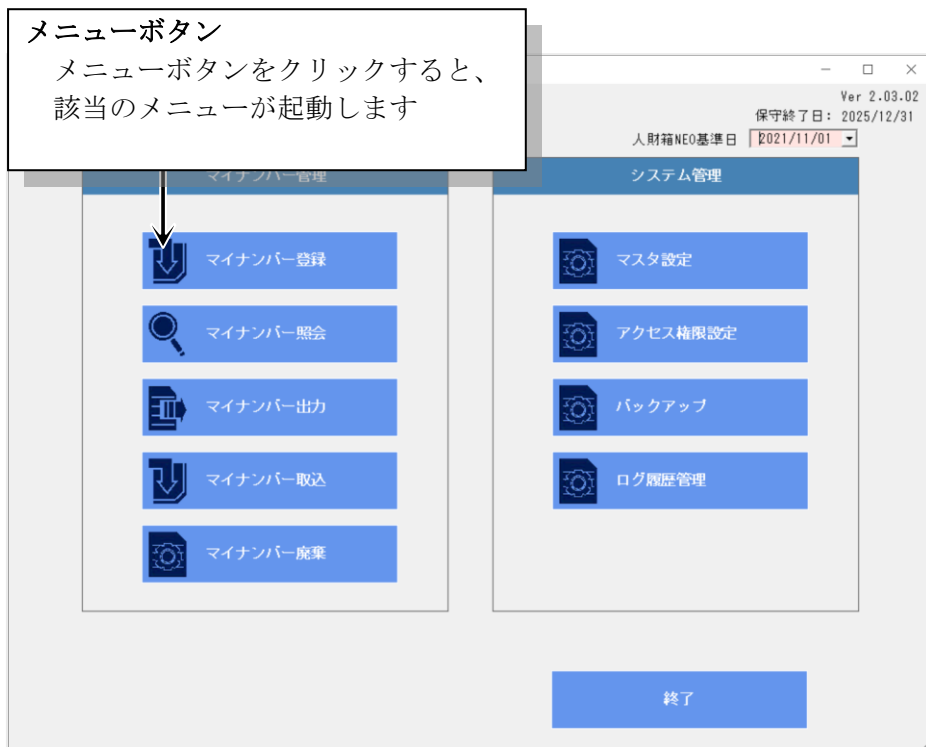 メニューボタン
メニューボタンをクリックすると、
該当のメニューが起動します
Ver 2.03.02
保守終了日: 2025/12/31
人財箱NEO基準日 2021/11/01
マイナンバー管理
マイナンバー登録
マイナンバー照会
マイナンバー出力
マイナンバー取込
マイナンバー廃棄
システム管理
マスタ設定
アクセス権限設定
バックアップ
ログ履歴管理
終了